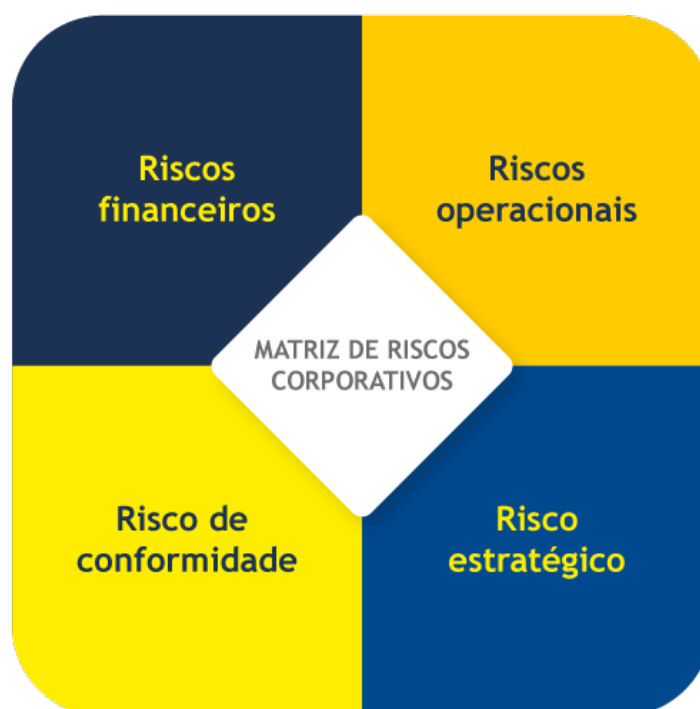 Riscos
financeiros
Riscos
operacionais
MATRIZ DE RISCOS
CORPORATIVOS
Risco de
conformidade
Risco
estratégico